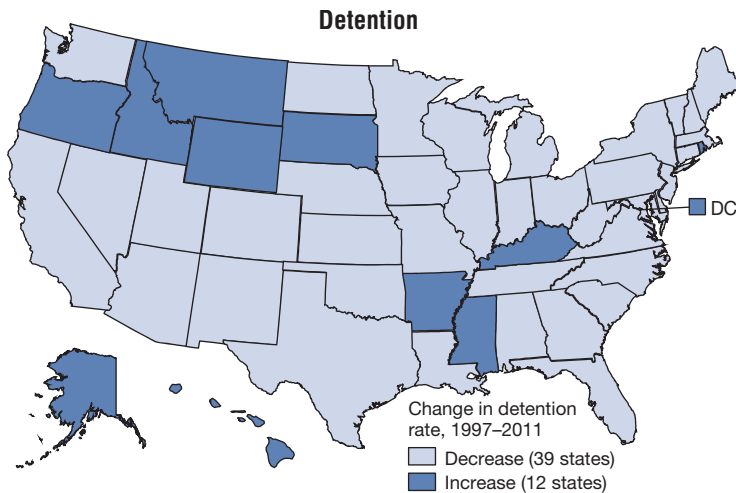 Detention
DC
Change in detention
rate, 1997–2011
Decrease (39 states)
Increase (12 states)